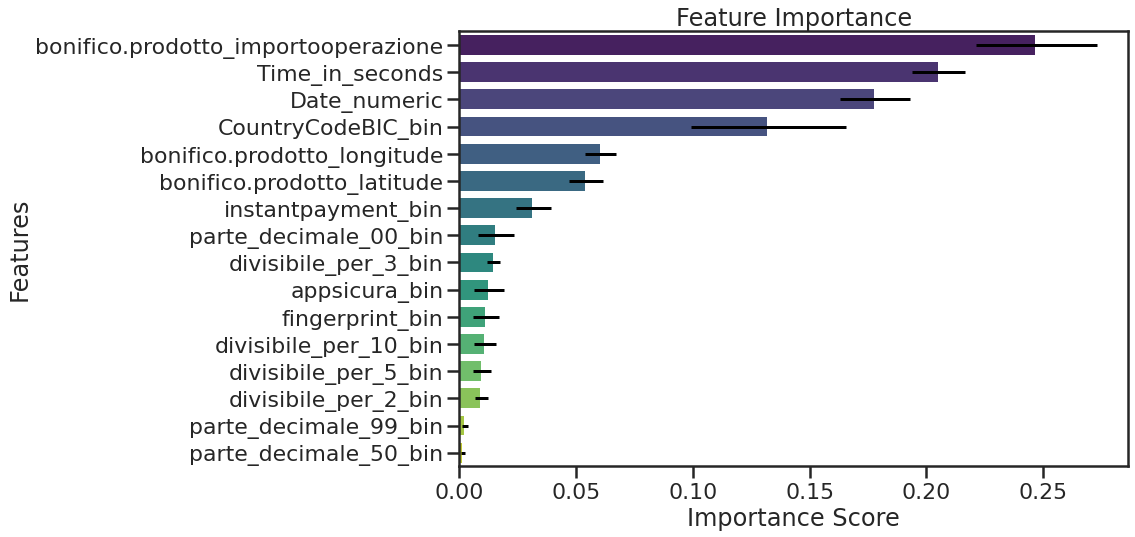 Feature Importance
Features
bonifico.prodotto_importooperazione
Time_in_seconds
Date_numeric
CountryCodeBIC_bin
bonifico.prodotto_longitude
bonifico.prodotto_latitude
instantpayment_bin
parte_decimale_00_bin
divisibile_per_3_bin
appsicura_bin
fingerprint_bin
divisibile_per_10_bin
divisibile_per_5_bin
divisibile_per_2_bin
parte_decimale_99_bin
parte_decimale_50_bin
0.00 0.05 0.10 0.15 0.20 0.25
Importance Score